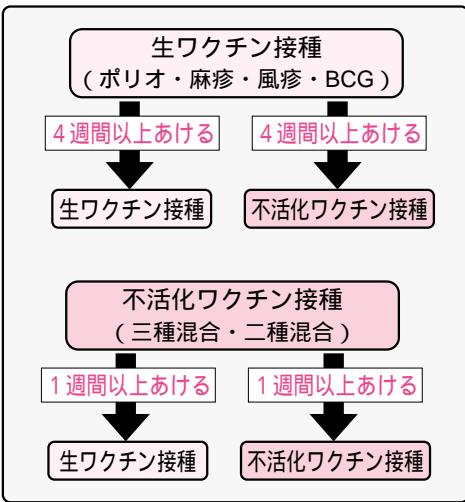 生ワクチン接種
（ポリオ・麻疹・風疹・BCG）
４週間以上あける
４週間以上あける
生ワクチン接種
不活化ワクチン接種
不活化ワクチン接種
（三種混合・二種混合）
１週間以上あける
１週間以上あける
生ワクチン接種
不活化ワクチン接種